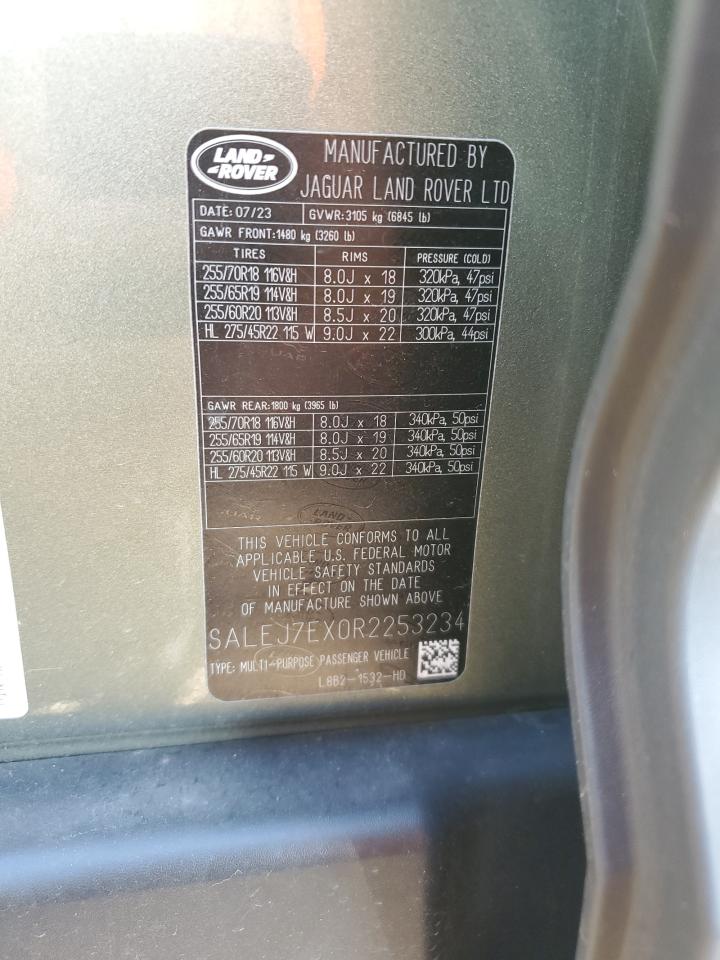 LAND ROVER
MANUFACTURED BY
JAGUAR LAND ROVER LTD
DATE: 07/23 GVWR: 3105 kg (6845 lb)
GAWR FRONT: 1480 kg (3260 lb)
TIRES RIMS PRESSURE (COLD)
255/70R18 116V&H 8.0J x 18 320kPa, 47psi
255/65R19 114V&H 8.0J x 19 320kPa, 47psi
255/60R20 113V&H 8.5J x 20 320kPa, 47psi
HL 275/45R22 115 W 9.0J x 22 300kPa, 44psi
GAWR REAR: 1800 kg (3965 lb)
255/70R18 116V&H 8.0J x 18 340kPa, 50psi
255/65R19 114V&H 8.0J x 19 340kPa, 50psi
255/60R20 113V&H 8.5J x 20 340kPa, 50psi
HL 275/45R22 115 W 9.0J x 22 340kPa, 50psi
LAND ROVER
THIS VEHICLE CONFORMS TO ALL
APPLICABLE U.S. FEDERAL MOTOR
VEHICLE SAFETY STANDARDS
IN EFFECT ON THE DATE
OF MANUFACTURE SHOWN ABOVE
SALEJ7EX0R2253234
TYPE: MULTI-PURPOSE PASSENGER VEHICLE
L8B2-1532-HD